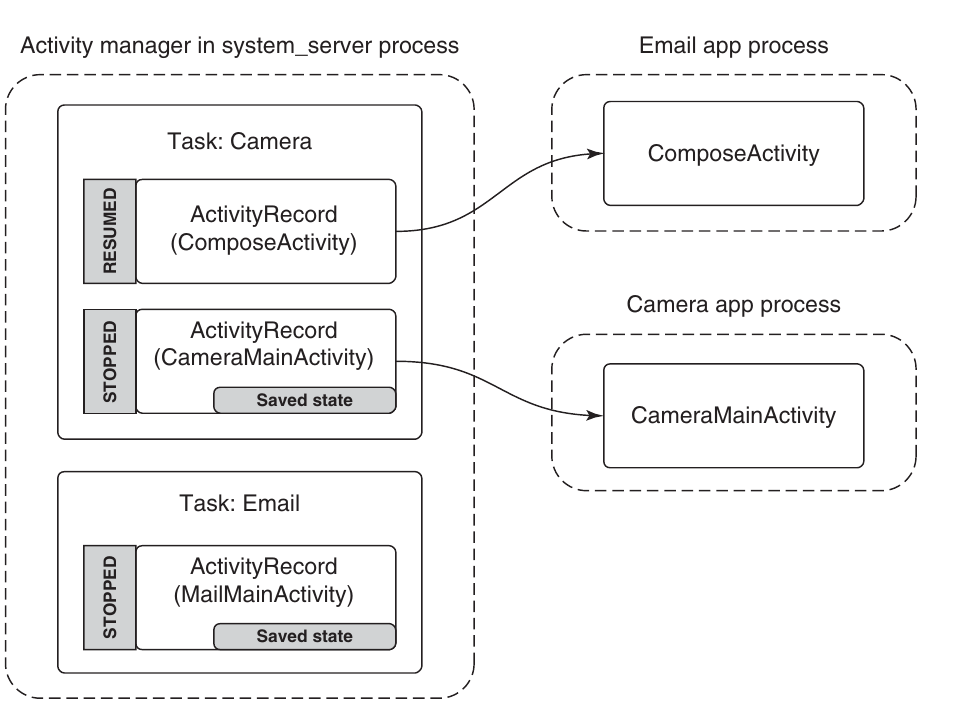 Activity manager in system_server process
Task: Camera
RESUMED
ActivityRecord
(ComposeActivity)
STOPPED
ActivityRecord
(CameraMainActivity)
Saved state
Task: Email
STOPPED
ActivityRecord
(MailMainActivity)
Saved state
Email app process
ComposeActivity
Camera app process
CameraMainActivity